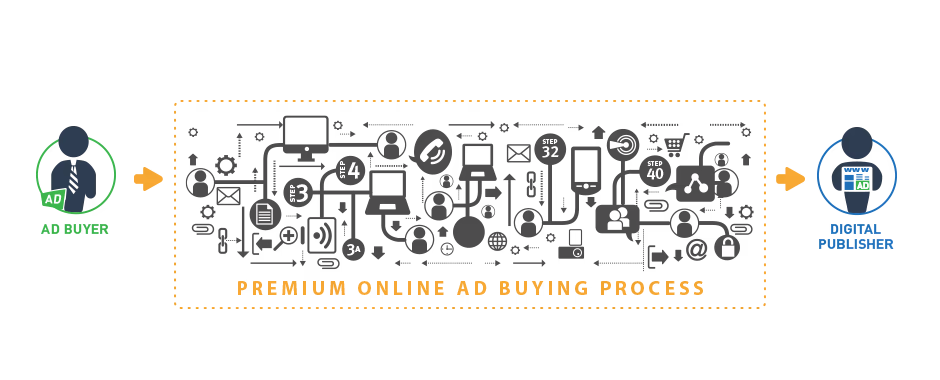 STEP
32
STEP
4
STEP
40
STEP
3
WWW
AD
AD
3A
@
AD BUYER
DIGITAL
PUBLISHER
PREMIUM ONLINE AD BUYING PROCESS